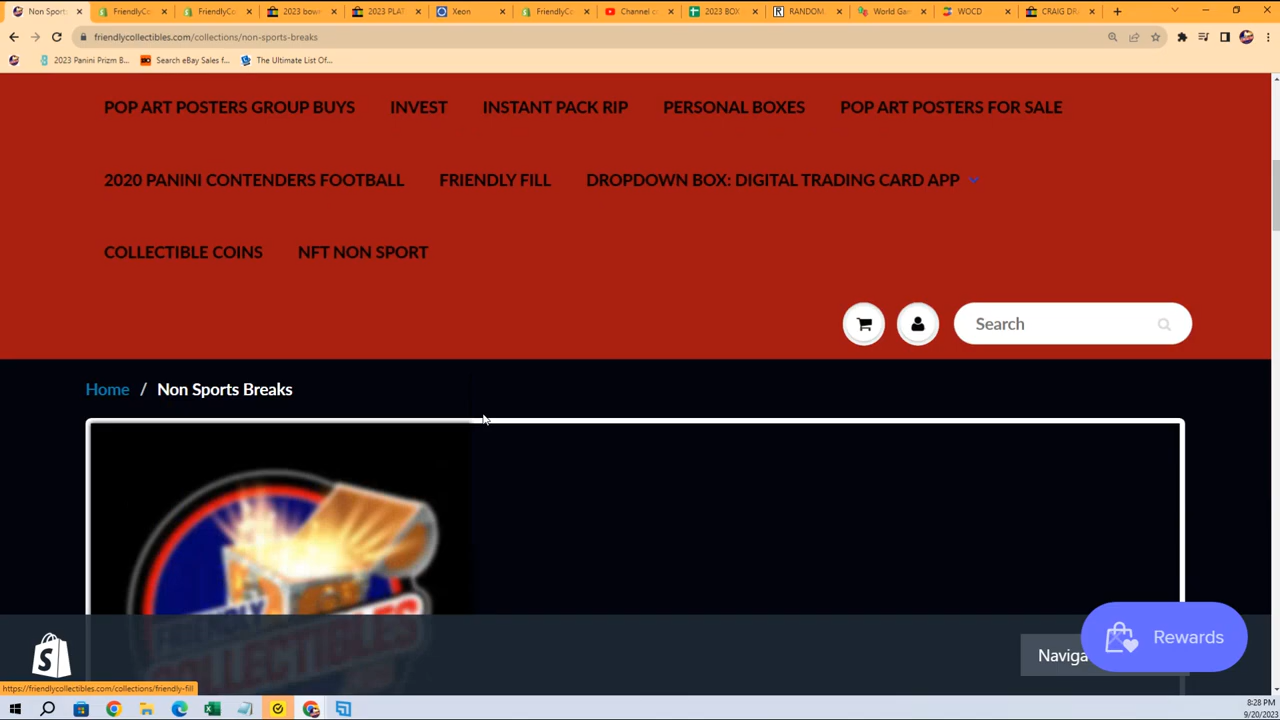 Non Sports
FriendlyCo
FriendlyCo
2023 bow
2023 PLAT
Xeon
FriendlyCo
Channel c
2023 BOX
RANDOM
World Gam
WOCD
CRAIG DR
friendlycollectibles.com/collections/non-sports-breaks
2023 Panini Prizm B...
Search eBay Sales f...
The Ultimate List Of...
POP ART POSTERS GROUP BUYS INVEST INSTANT PACK RIP PERSONAL BOXES POP ART POSTERS FOR SALE
2020 PANINI CONTENDERS FOOTBALL FRIENDLY FILL DROPDOWN BOX: DIGITAL TRADING CARD APP
COLLECTIBLE COINS NFT NON SPORT
Search
Home / Non Sports Breaks
FRIENDLY
COLLECTIBLES
Naviga
Rewards
https://friendlycollectibles.com/collections/friendly-fill
8:28 PM
9/20/2023